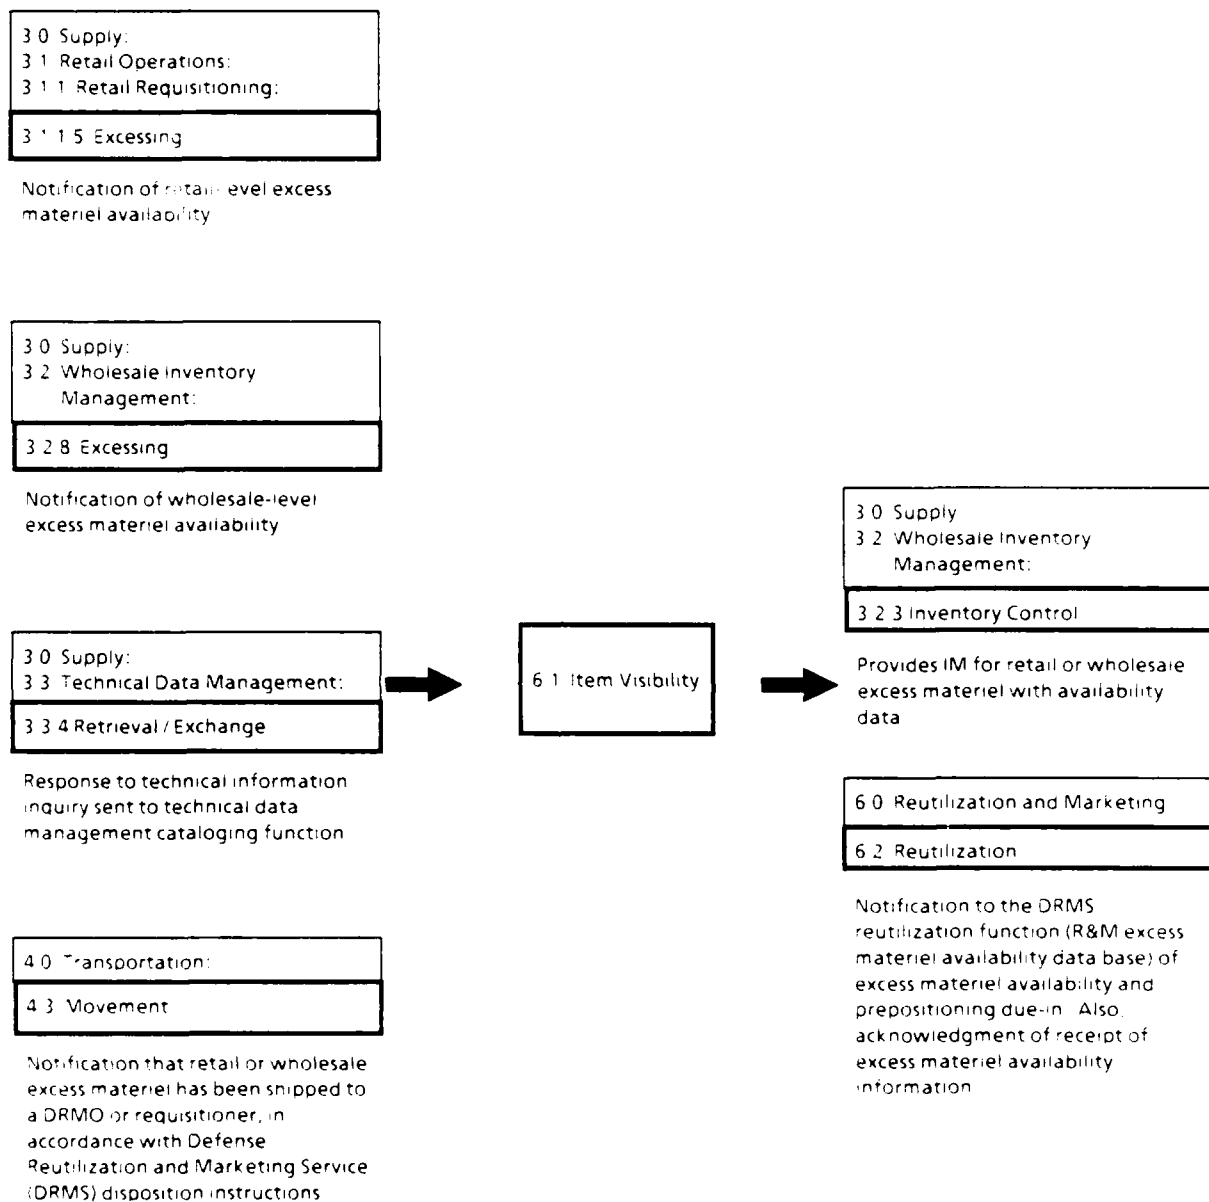 3 0 Supply:
3 1 Retail Operations:
3 1 1 Retail Requisitioning:
3 1 1 5 Excessing
Notification of retail-level excess
materiel availability
3 0 Supply:
3 2 Wholesale Inventory
Management:
3 2 8 Excessing
Notification of wholesale-level
excess materiel availability
3 0 Supply:
3 3 Technical Data Management:
3 3 4 Retrieval / Exchange
Response to technical information
inquiry sent to technical data
management cataloging function
4 0 Transportation:
4 3 Movement
Notification that retail or wholesale
excess materiel has been shipped to
a DRMO or requisitioner, in
accordance with Defense
Reutilization and Marketing Service
(DRMS) disposition instructions
6 1 Item Visibility
3 0 Supply
3 2 Wholesale Inventory
Management:
3 2 3 Inventory Control
Provides IM for retail or wholesale
excess materiel with availability
data
6 0 Reutilization and Marketing
6 2 Reutilization
Notification to the DRMS
reutilization function (R&M excess
materiel availability data base) of
excess materiel availability and
prepositioning due-in Also,
acknowledgment of receipt of
excess materiel availability
information